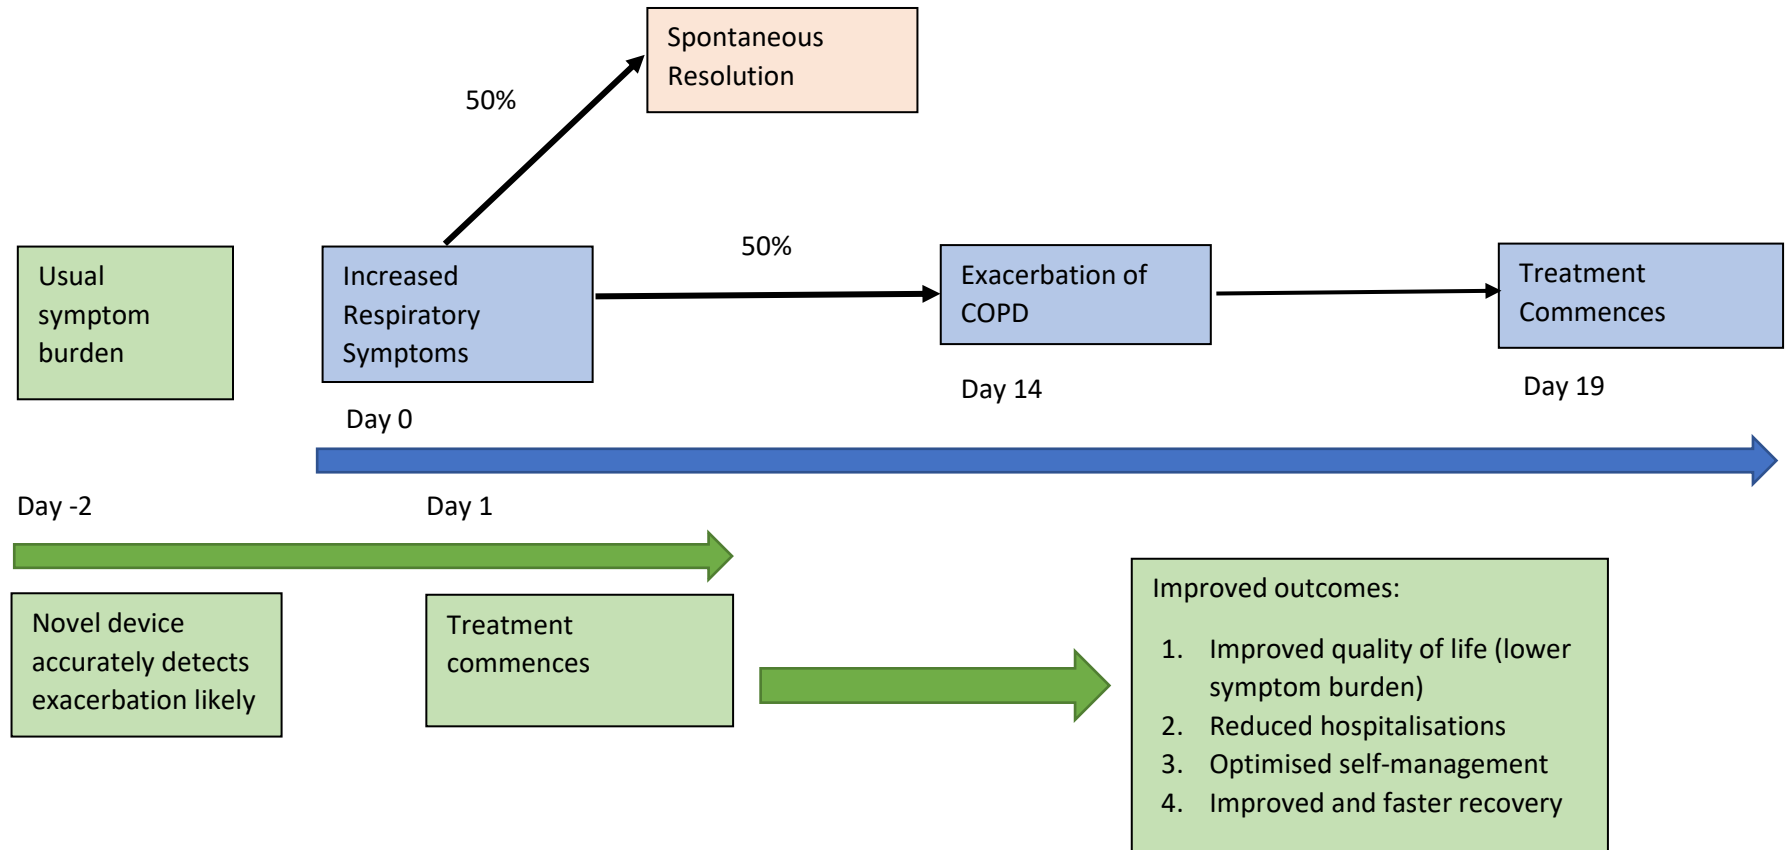 Spontaneous
Resolution
50%
50%
Usual
symptom
burden
Increased
Respiratory
Symptoms
Exacerbation of
COPD
Treatment
Commences
Day 0
Day 14
Day 19
Day -2
Day 1
Novel device
accurately detects
exacerbation likely
Treatment
commences
Improved outcomes:
1. Improved quality of life (lower
symptom burden)
2. Reduced hospitalisations
3. Optimised self-management
4. Improved and faster recovery